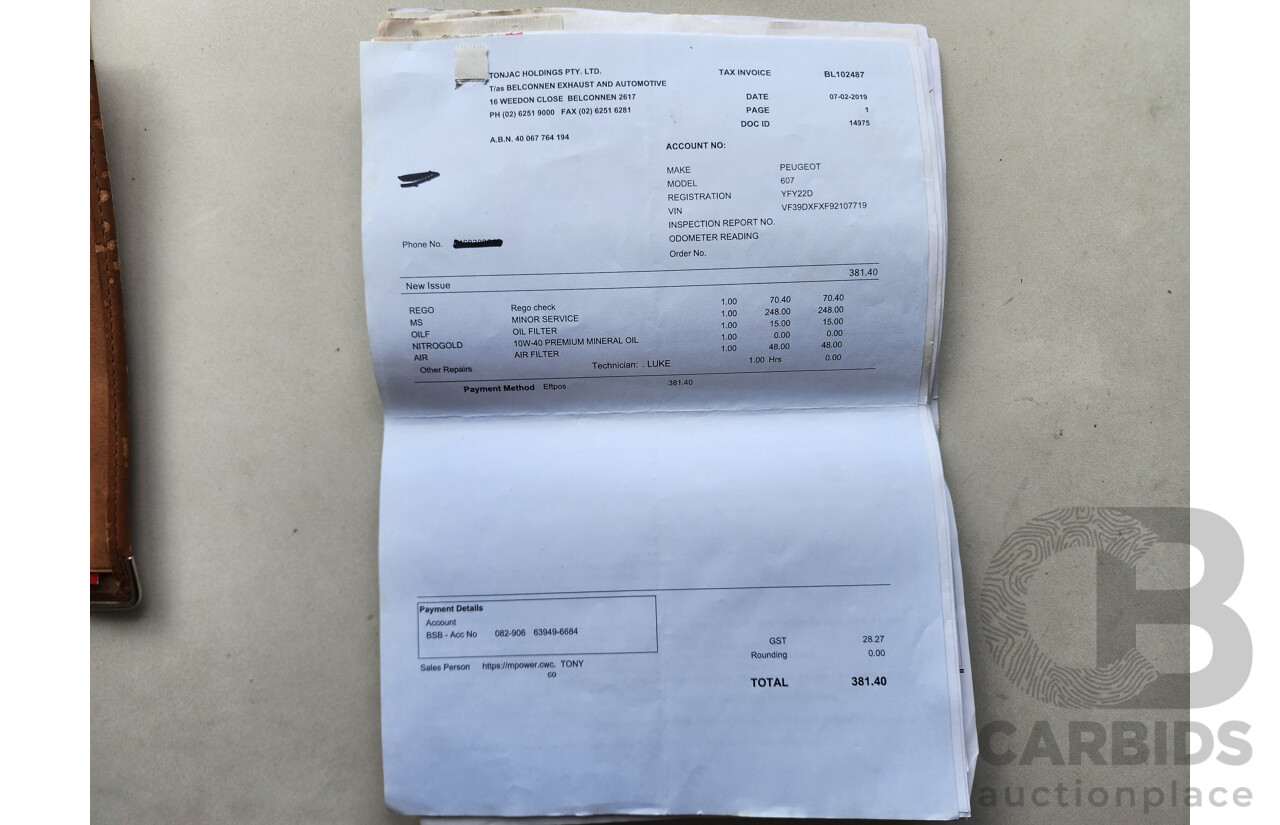 TONJAC HOLDINGS PTY. LTD.
T/as BELCONNEN EXHAUST AND AUTOMOTIVE
16 WEEDON CLOSE BELCONNEN 2617
PH (02) 6251 9000 FAX (02) 6251 6281
A.B.N. 40 067 764 194
TAX INVOICE BL102487
DATE 07-02-2019
PAGE 1
DOC ID 14975
ACCOUNT NO:
MAKE PEUGEOT
MODEL 607
REGISTRATION YFY22D
VIN VF39DXFXF92107719
INSPECTION REPORT NO.
ODOMETER READING
Order No.
Phone No.
New Issue 381.40
REGO Rego check 1.00 70.40 70.40
MS MINOR SERVICE 1.00 248.00 248.00
OILF OIL FILTER 1.00 15.00 15.00
NITROGOLD 10W-40 PREMIUM MINERAL OIL 1.00 0.00 0.00
AIR AIR FILTER 1.00 48.00 48.00
Other Repairs Technician: . LUKE 1.00 Hrs 0.00
Payment Method Eftpos 381.40
Payment Details
Account
BSB - Acc No 082-906 63949-6684
Sales Person https://mpower.cwc. TONY
co
GST 28.27
Rounding 0.00
TOTAL 381.40
CB
CARBIDS
auctionplace